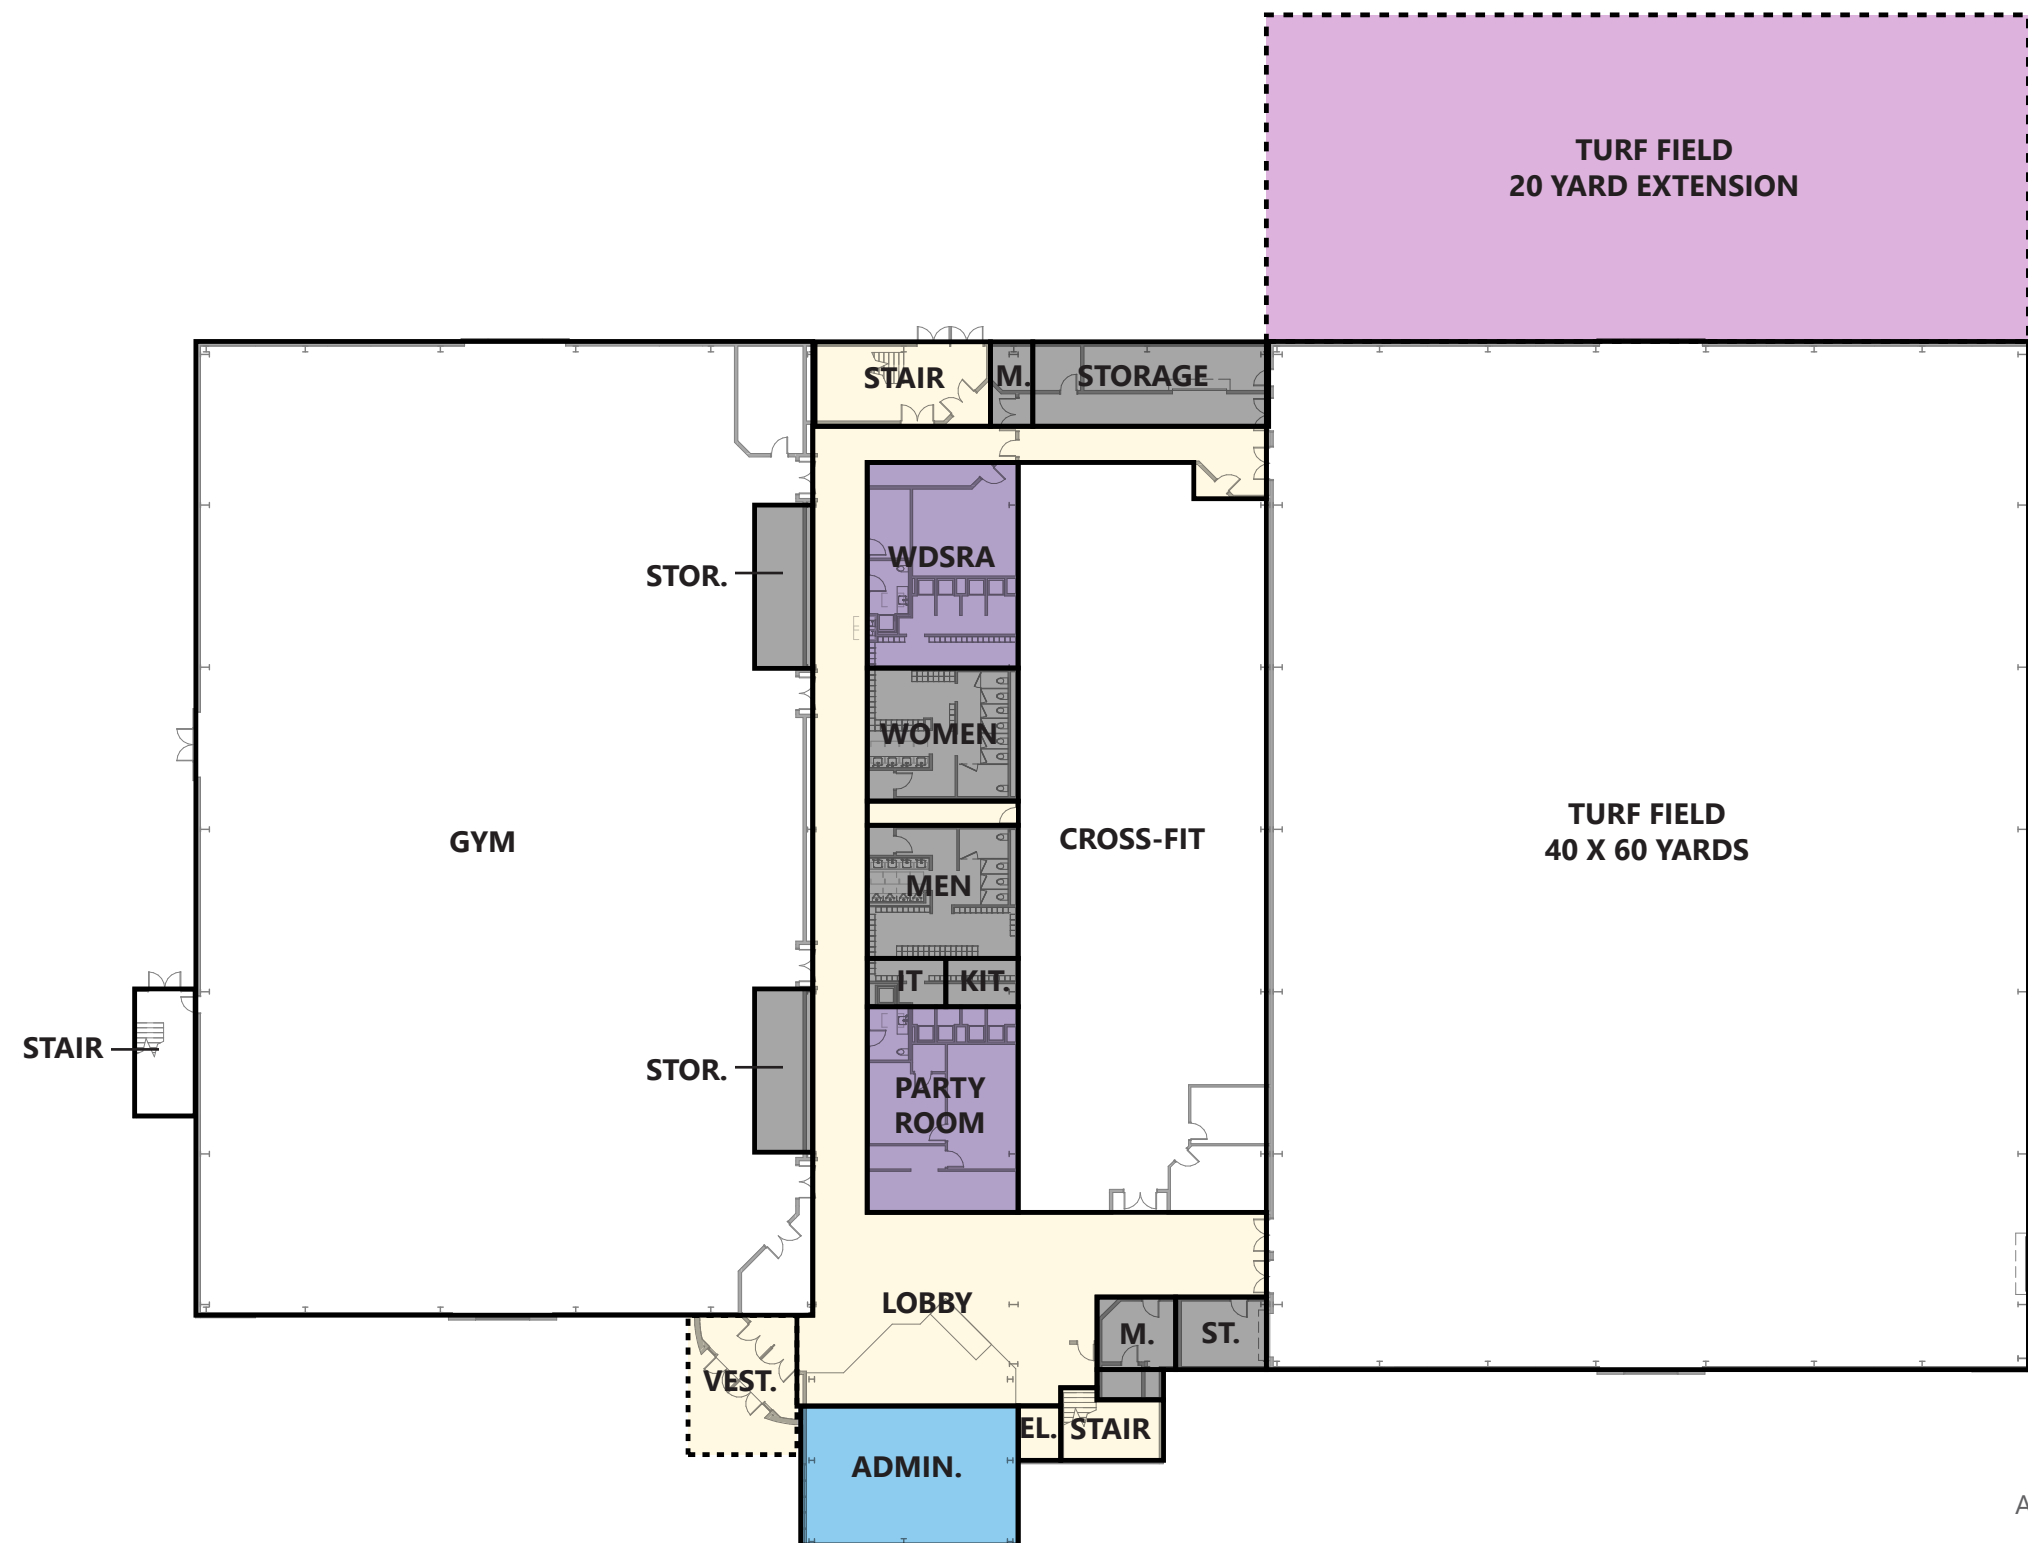 TURF FIELD
20 YARD EXTENSION
STAIR
M.
STORAGE
WDSRA
STOR.
WOMEN
GYM
CROSS-FIT
TURF FIELD
40 X 60 YARDS
MEN
IT
KIT.
STAIR
STOR.
PARTY
ROOM
LOBBY
M.
ST.
VEST.
EL.
STAIR
ADMIN.
A